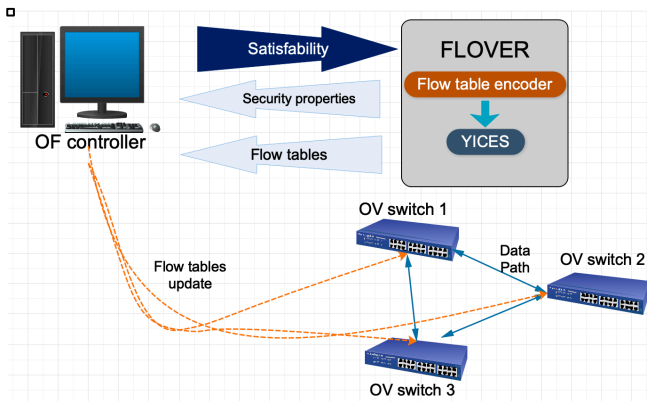 Satisfability
FLOVER
Flow table encoder
Security properties
YICES
OF controller
Flow tables
OV switch 1
Data
Path
OV switch 2
Flow tables
update
OV switch 3